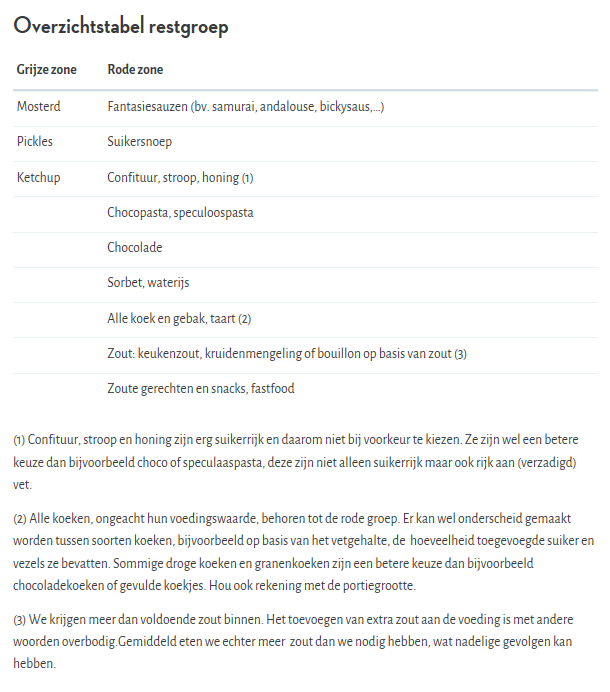 Overzichtstabel restgroep
Grijze zone Rode zone
Mosterd Fantasiesauzen (bv. samurai, andalouse, bickysaus,...)
Pickles Suikersnoep
Ketchup Confituur, stroop, honing (1)
Chocopasta, speculoospasta
Chocolade
Sorbet, waterijs
Alle koek en gebak, taart (2)
Zout: keukenzout, kruidenmengeling of bouillon op basis van zout (3)
Zoute gerechten en snacks, fastfood
(1) Confituur, stroop en honing zijn erg suikerrijk en daarom niet bij voorkeur te kiezen. Ze zijn wel een betere
keuze dan bijvoorbeeld choco of speculaaspasta, deze zijn niet alleen suikerrijk maar ook rijk aan (verzadigd)
vet.
(2) Alle koeken, ongeacht hun voedingswaarde, behoren tot de rode groep. Er kan wel onderscheid gemaakt
worden tussen soorten koeken, bijvoorbeeld op basis van het vetgehalte, de hoeveelheid toegevoegde suiker en
vezels ze bevatten. Sommige droge koeken en granenkoeken zijn een betere keuze dan bijvoorbeeld
chocoladekoeken of gevulde koekjes. Hou ook rekening met de portiegrootte.
(3) We krijgen meer dan voldoende zout binnen. Het toevoegen van extra zout aan de voeding is met andere
woorden overbodig.Gemiddeld eten we echter meer zout dan we nodig hebben, wat nadelige gevolgen kan
hebben.